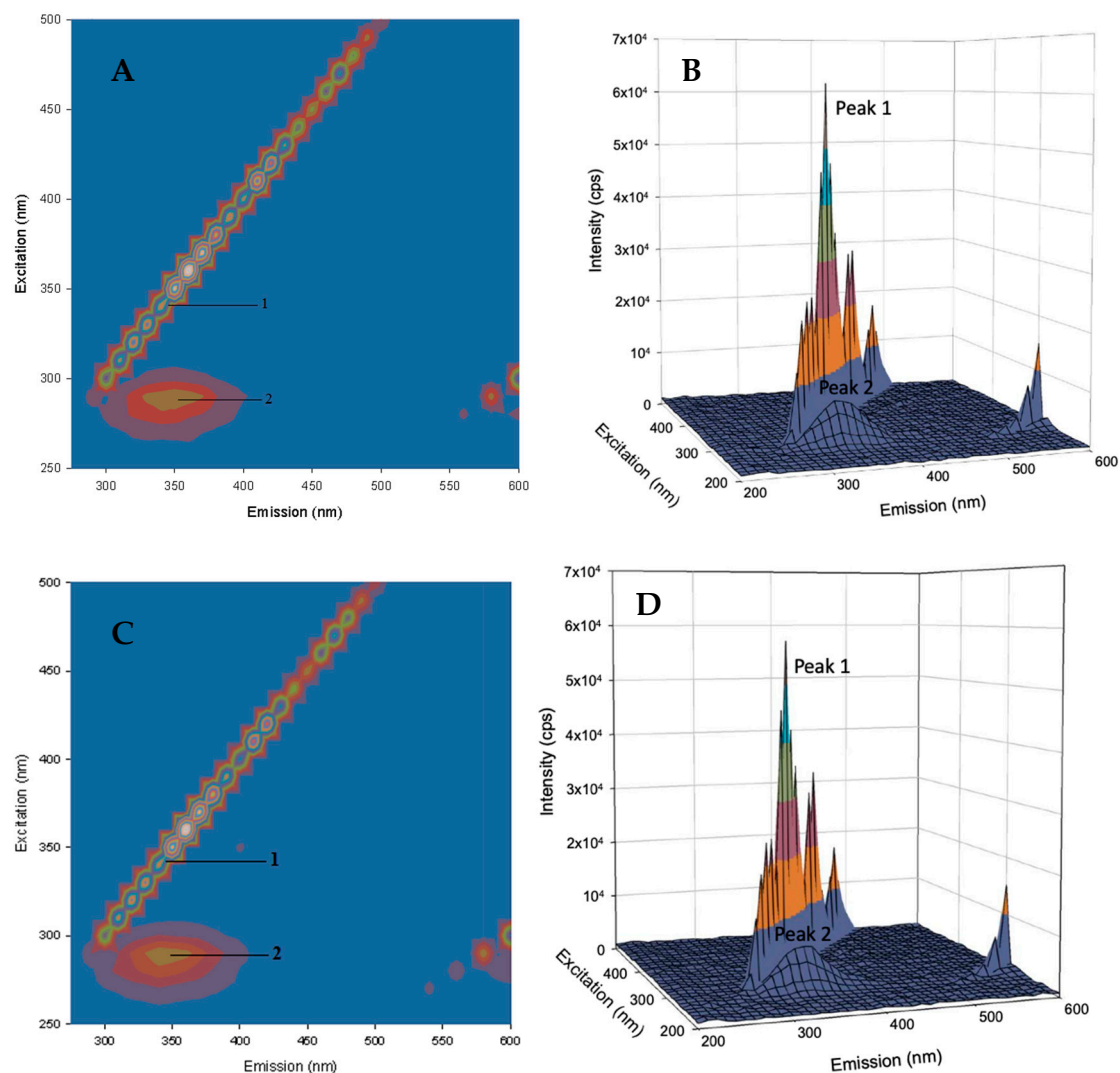 A
500
450
400
350
300
250
Excitation (nm)
1
2
300
350
400
450
500
550
600
Emission (nm)
B
7x10⁴
6x10⁴
5x10⁴
4x10⁴
3x10⁴
2x10⁴
10⁴
0
Intensity (cps)
Peak 1
Peak 2
400
300
200
Excitation (nm)
200
300
400
500
600
Emission (nm)
C
500
450
400
350
300
250
Excitation (nm)
1
2
300
350
400
450
500
550
600
Emission (nm)
D
7x10⁴
6x10⁴
5x10⁴
4x10⁴
3x10⁴
2x10⁴
10⁴
0
Intensity (cps)
Peak 1
Peak 2
400
300
200
Excitation (nm)
200
300
400
500
600
Emission (nm)